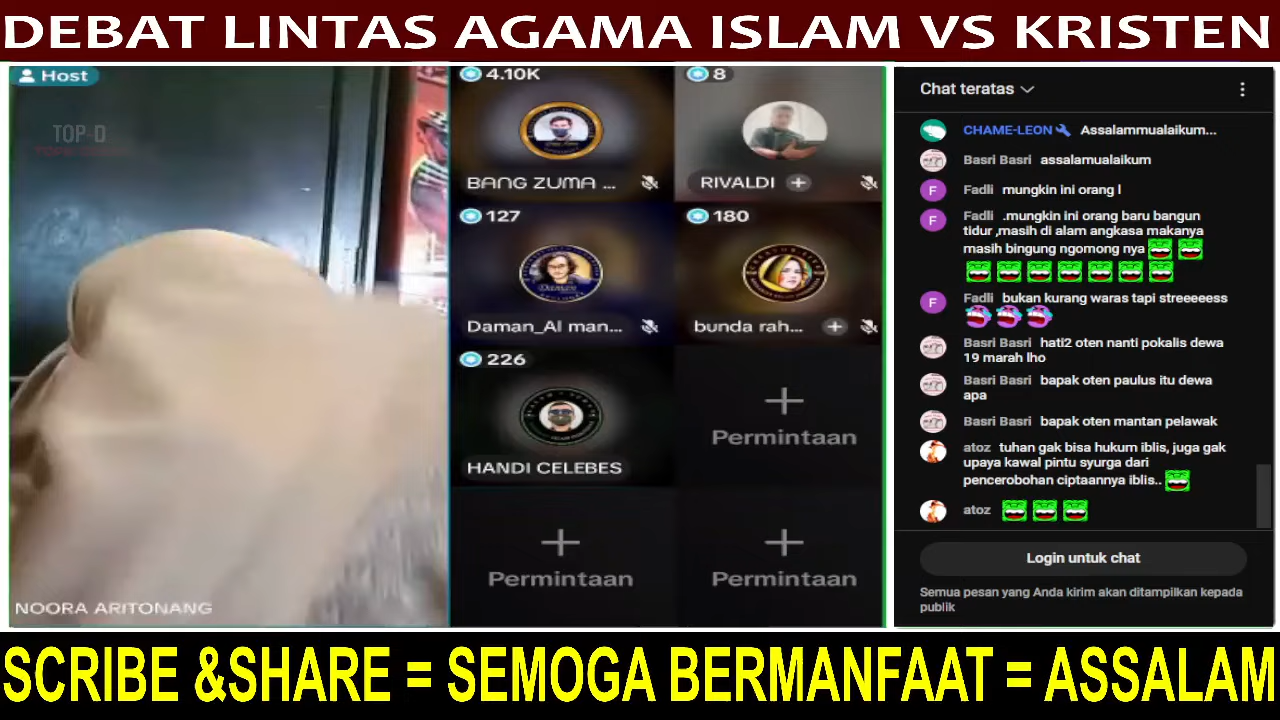 DEBAT LINTAS AGAMA ISLAM VS KRISTEN
Host
TOP-D
NOORA ARITONANG
4.10K
BANG ZUMA ...
8
RIVALDI
127
Daman_Al man...
180
bunda rah...
226
HANDI CELEBES
Permintaan
Permintaan
Permintaan
Chat teratas
CHAME-LEON Assalammualaikum...
Basri Basri assalamualaikum
Fadli mungkin ini orang l
Fadli .mungkin ini orang baru bangun
tidur ,masih di alam angkasa makanya
masih bingung ngomong nya
Fadli bukan kurang waras tapi streeeeess
Basri Basri hati2 oten nanti pokalis dewa
19 marah lho
Basri Basri bapak oten paulus itu dewa
apa
Basri Basri bapak oten mantan pelawak
atoz tuhan gak bisa hukum iblis, juga gak
upaya kawal pintu syurga dari
pencerobohan ciptaannya iblis..
atoz
Login untuk chat
Semua pesan yang Anda kirim akan ditampilkan kepada
publik
SCRIBE &SHARE = SEMOGA BERMANFAAT = ASSALAM